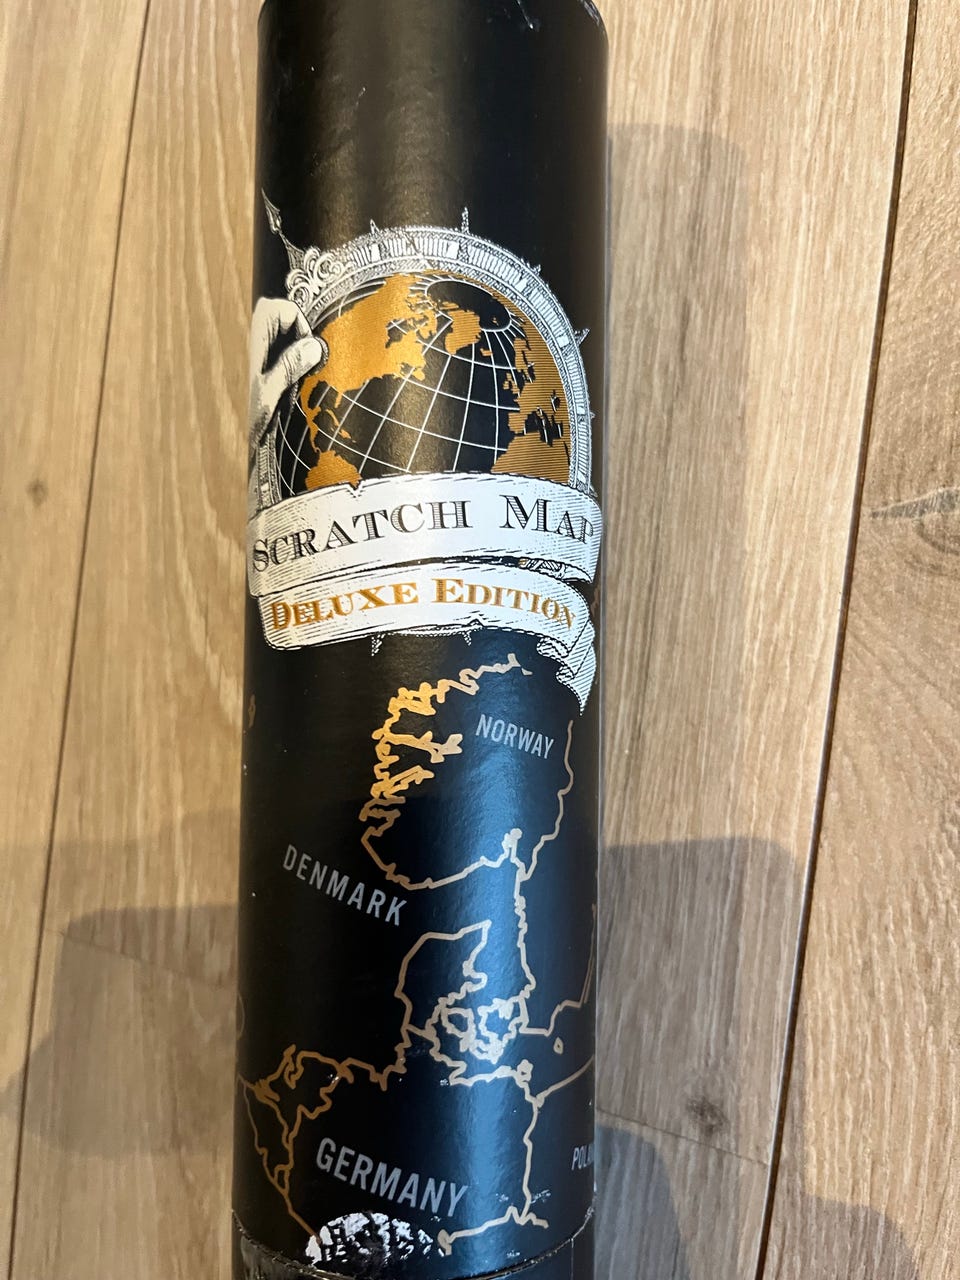 SCRATCH MAP
DELUXE EDITION
NORWAY
DENMARK
GERMANY